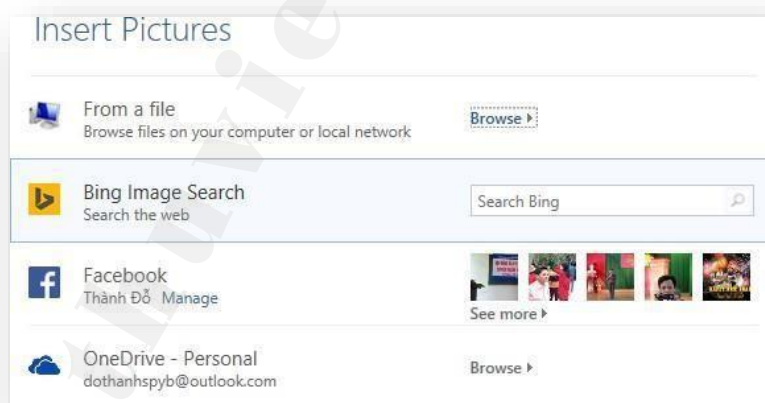 Insert Pictures
From a file
Browse files on your computer or local network
Browse
Bing Image Search
Search the web
Search Bing
Facebook
Thành Đỗ Manage
See more
OneDrive - Personal
dothanhspyb@outlook.com
Browse